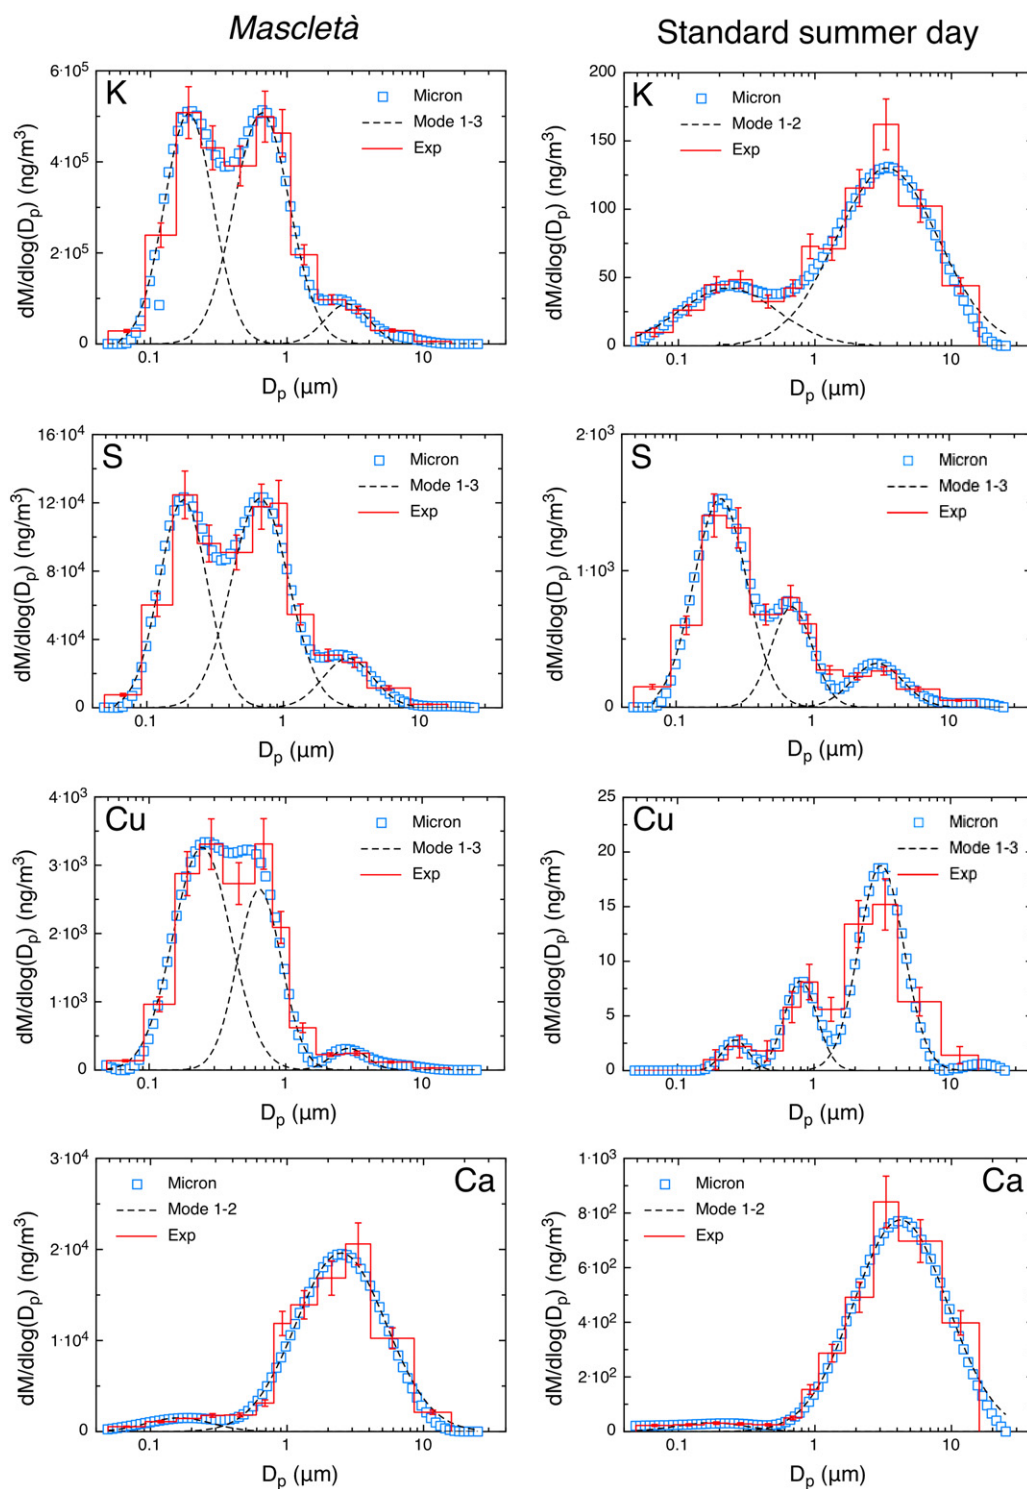 Mascletà
Standard summer day
K
Micron
Mode 1-3
Exp
6·10⁵
4·10⁵
2·10⁵
0
0.1 1 10
dM/dlog(Dₚ) (ng/m³)
Dₚ (µm)
K
Micron
Mode 1-2
Exp
200
150
100
50
0
0.1 1 10
dM/dlog(Dₚ) (ng/m³)
Dₚ (µm)
S
Micron
Mode 1-3
Exp
16·10⁴
12·10⁴
8·10⁴
4·10⁴
0
0.1 1 10
dM/dlog(Dₚ) (ng/m³)
Dₚ (µm)
S
Micron
Mode 1-3
Exp
2·10³
1·10³
0
0.1 1 10
dM/dlog(Dₚ) (ng/m³)
Dₚ (µm)
Cu
Micron
Mode 1-3
Exp
4·10³
3·10³
2·10³
1·10³
0
0.1 1 10
dM/dlog(Dₚ) (ng/m³)
Dₚ (µm)
Cu
Micron
Mode 1-3
Exp
25
20
15
10
5
0
0.1 1 10
dM/dlog(Dₚ) (ng/m³)
Dₚ (µm)
Ca
Micron
Mode 1-2
Exp
3·10⁴
2·10⁴
1·10⁴
0
0.1 1 10
dM/dlog(Dₚ) (ng/m³)
Dₚ (µm)
Ca
Micron
Mode 1-2
Exp
1·10³
8·10²
6·10²
4·10²
2·10²
0
0.1 1 10
dM/dlog(Dₚ) (ng/m³)
Dₚ (µm)